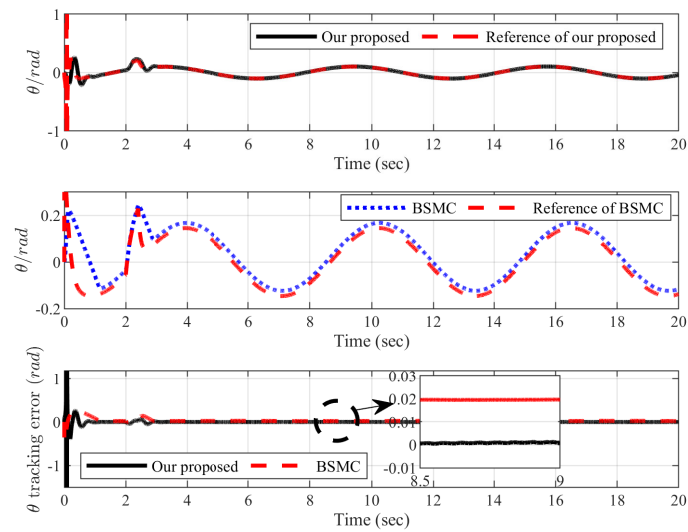 1
0
-1
θ/rad
Our proposed
Reference of our proposed
0 2 4 6 8 10 12 14 16 18 20
Time (sec)
0.2
0
-0.2
θ/rad
BSMC
Reference of BSMC
0 2 4 6 8 10 12 14 16 18 20
Time (sec)
1
0
-1
θ tracking error (rad)
0.03
0.02
0.01
0
-0.01
8.5 9
Our proposed
BSMC
0 2 4 6 8 10 12 14 16 18 20
Time (sec)